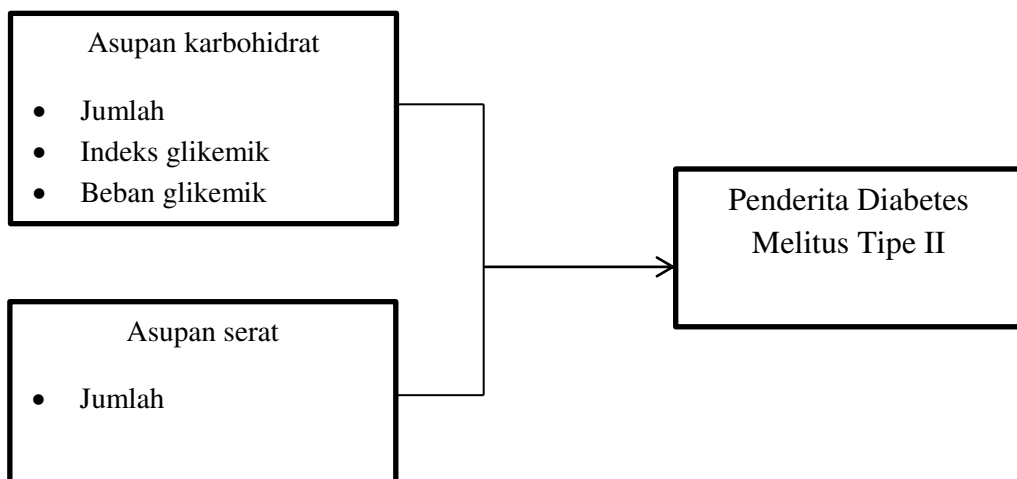 Asupan karbohidrat
• Jumlah
• Indeks glikemik
• Beban glikemik
Penderita Diabetes
Melitus Tipe II
Asupan serat
• Jumlah